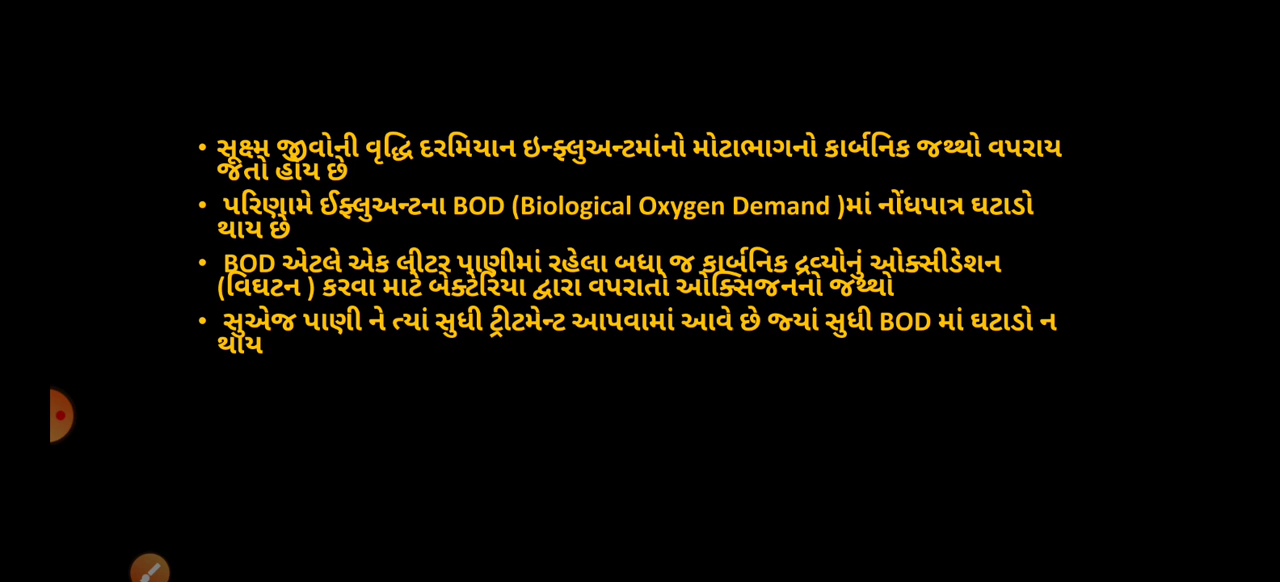 • સૂક્ષ્મ જીવોની વૃદ્ધિ દરમિયાન ઇન્ફ્લુઅન્ટમાંનો મોટાભાગનો કાર્બનિક જથ્થો વપરાય
જતો હોય છે
• પરિણામે ઈફ્લુઅન્ટના BOD (Biological Oxygen Demand )માં નોંધપાત્ર ઘટાડો
થાય છે
• BOD એટલે એક લીટર પાણીમાં રહેલા બધા જ કાર્બનિક દ્રવ્યોનું ઓક્સીડેશન
(વિઘટન ) કરવા માટે બેક્ટેરિયા દ્વારા વપરાતો ઓક્સિજનનો જથ્થો
• સુએજ પાણી ને ત્યાં સુધી ટ્રીટમેન્ટ આપવામાં આવે છે જ્યાં સુધી BOD માં ઘટાડો ન
થાય